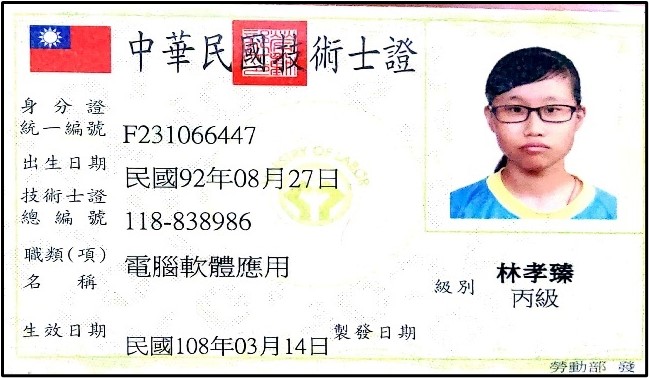 中華民國技術士證
身分證
統一編號 F231066447
出生日期 民國92年08月27日
技術士證
總編號 118-838986
職類(項)
名稱 電腦軟體應用
級別 丙級
林孝瑧
生效日期 民國108年03月14日
製發日期
勞動部 發
MINISTRY OF LABOR